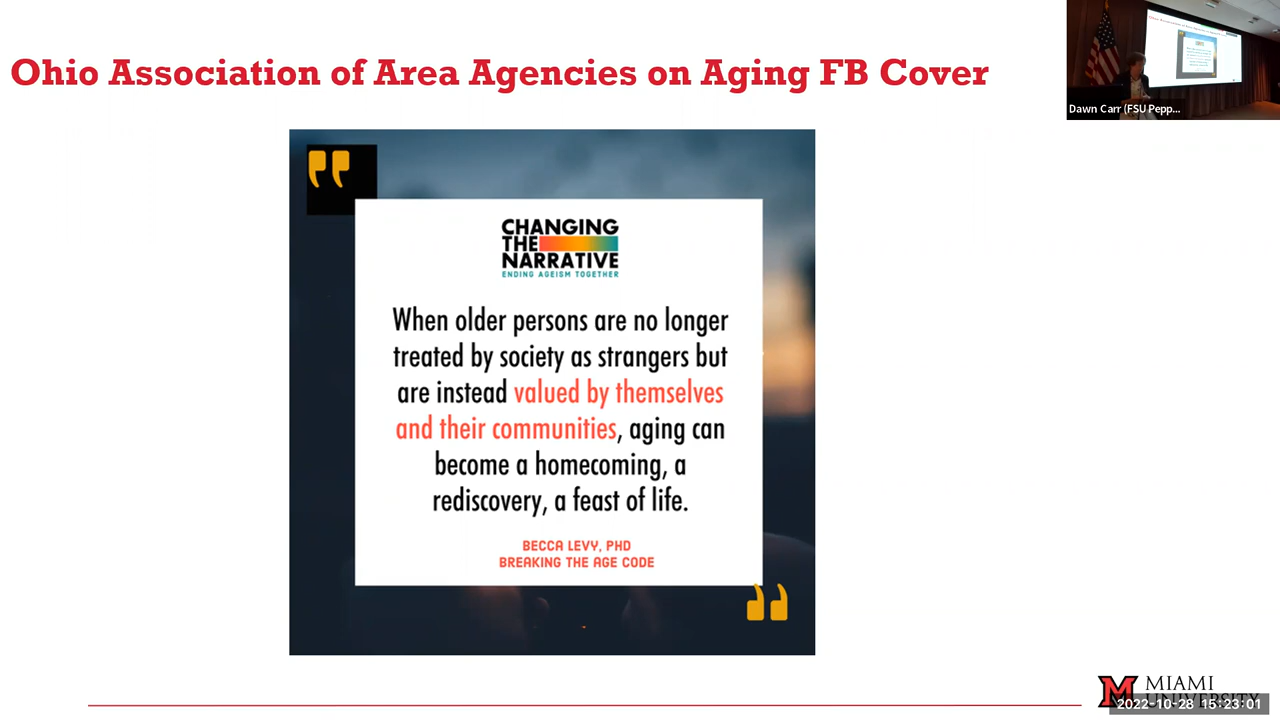 Ohio Association of Area Agencies on Aging FB Cover
Dawn Carr (FSU Pepp...
CHANGING
THE
NARRATIVE
ENDING AGEISM TOGETHER
When older persons are no longer
treated by society as strangers but
are instead valued by themselves
and their communities, aging can
become a homecoming, a
rediscovery, a feast of life.
BECCA LEVY, PHD
BREAKING THE AGE CODE
MIAMI
UNIVERSITY
2022-10-28 15:23:01